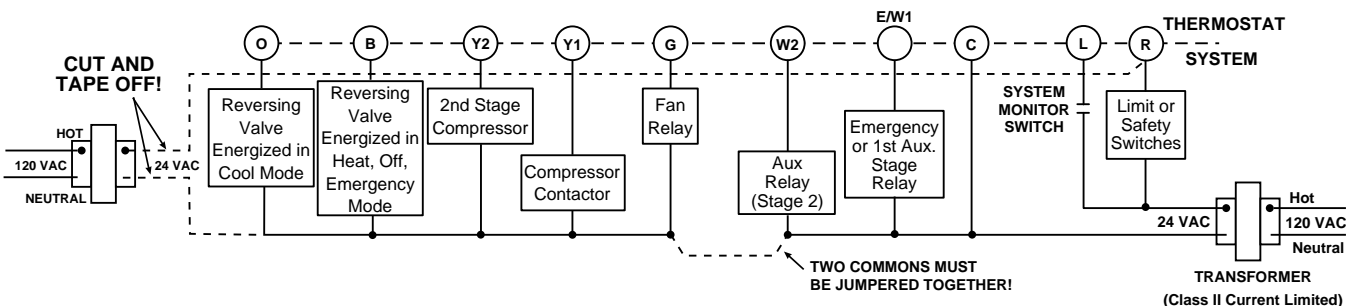 E/W1
O
B
Y2
Y1
G
W2
C
L
R
THERMOSTAT
SYSTEM
CUT AND
TAPE OFF!
HOT
120 VAC
24 VAC
NEUTRAL
Reversing
Valve
Energized in
Cool Mode
Reversing
Valve
Energized in
Heat, Off,
Emergency
Mode
2nd Stage
Compressor
Compressor
Contactor
Fan
Relay
Aux
Relay
(Stage 2)
Emergency
or 1st Aux.
Stage
Relay
SYSTEM
MONITOR
SWITCH
Limit or
Safety
Switches
TWO COMMONS MUST
BE JUMPERED TOGETHER!
24 VAC
Hot
120 VAC
Neutral
TRANSFORMER
(Class II Current Limited)